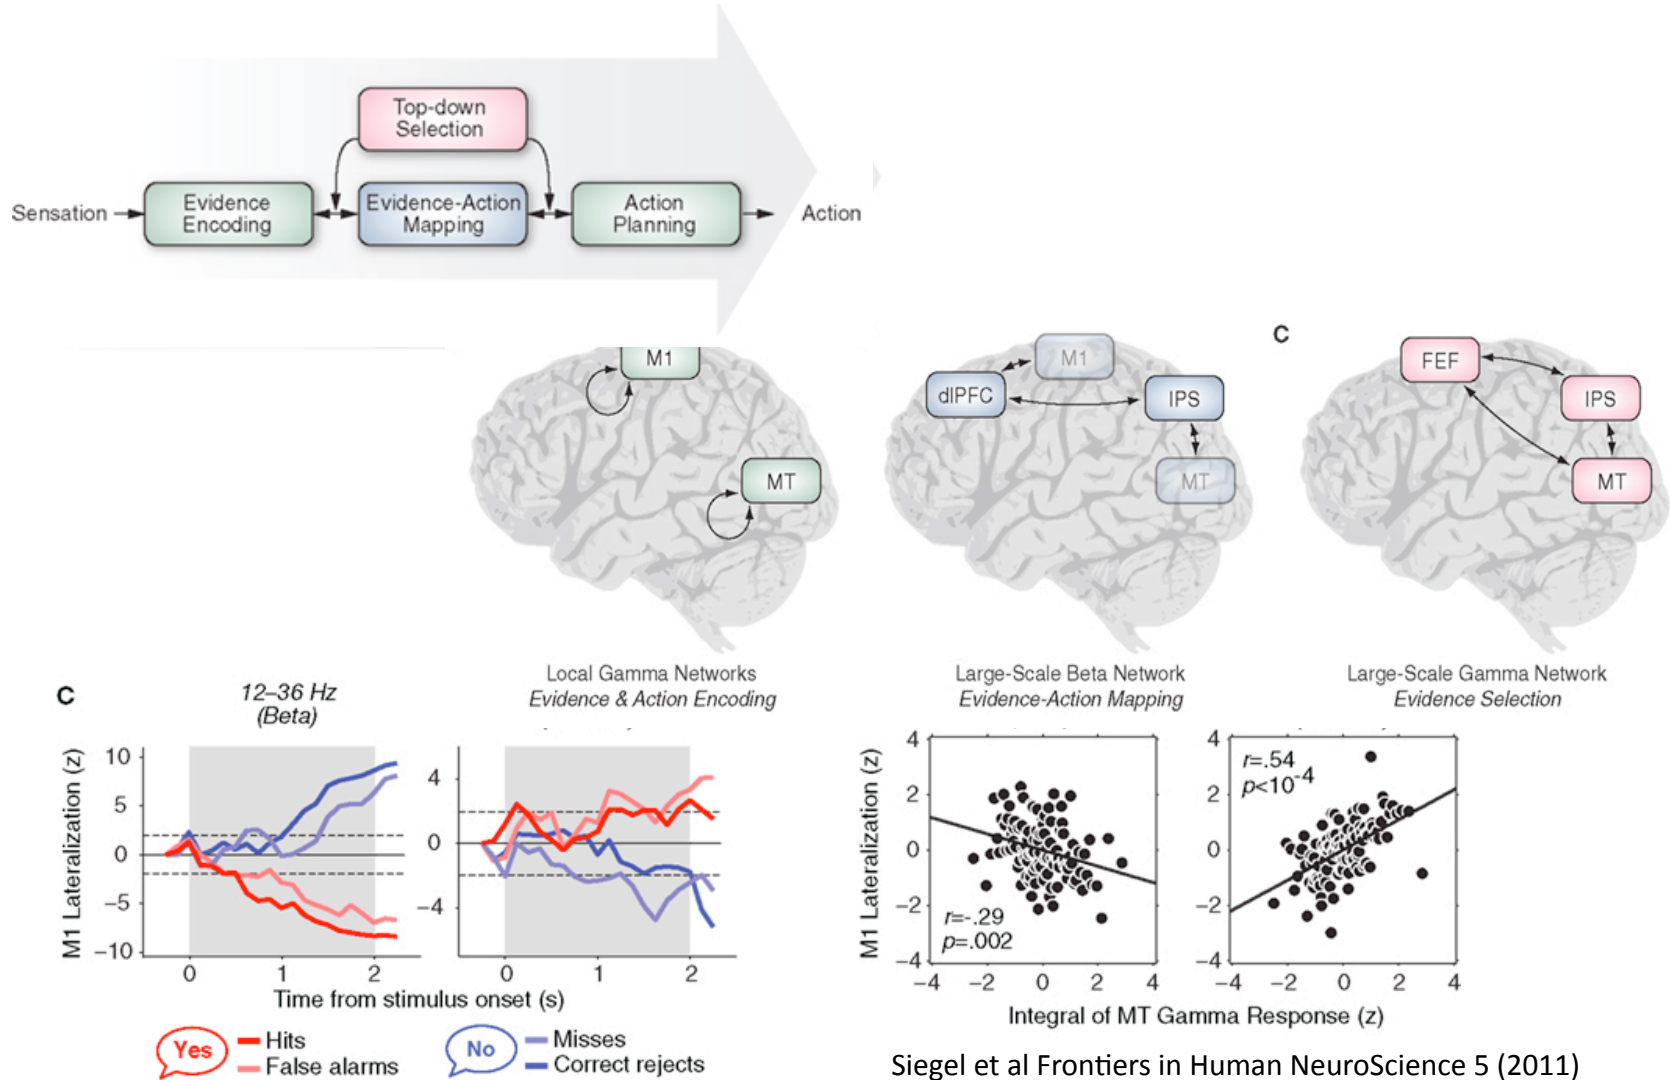 Top-down
Selection
Sensation
Evidence
Encoding
Evidence-Action
Mapping
Action
Planning
Action
M1
MT
Local Gamma Networks
Evidence & Action Encoding
M1
dlPFC
IPS
MT
Large-Scale Beta Network
Evidence-Action Mapping
C
FEF
IPS
MT
Large-Scale Gamma Network
Evidence Selection
C
12–36 Hz
(Beta)
M1 Lateralization (z)
10
5
0
−5
−10
0 1 2
4
0
−4
0 1 2
Time from stimulus onset (s)
Yes
Hits
False alarms
No
Misses
Correct rejects
M1 Lateralization (z)
4
2
0
−2
−4
r=-.29
p=.002
−4 −2 0 2 4
4
2
0
−2
−4
r=.54
p<10-4
−4 −2 0 2 4
Integral of MT Gamma Response (z)
Siegel et al Frontiers in Human NeuroScience 5 (2011)